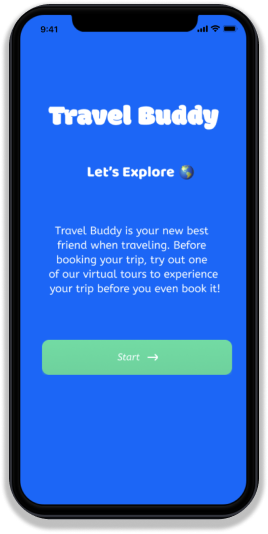 9:41
Travel Buddy
Let's Explore 🌎
Travel Buddy is your new best
friend when traveling. Before
booking your trip, try out one
of our virtual tours to experience
your trip before you even book it!
Start →